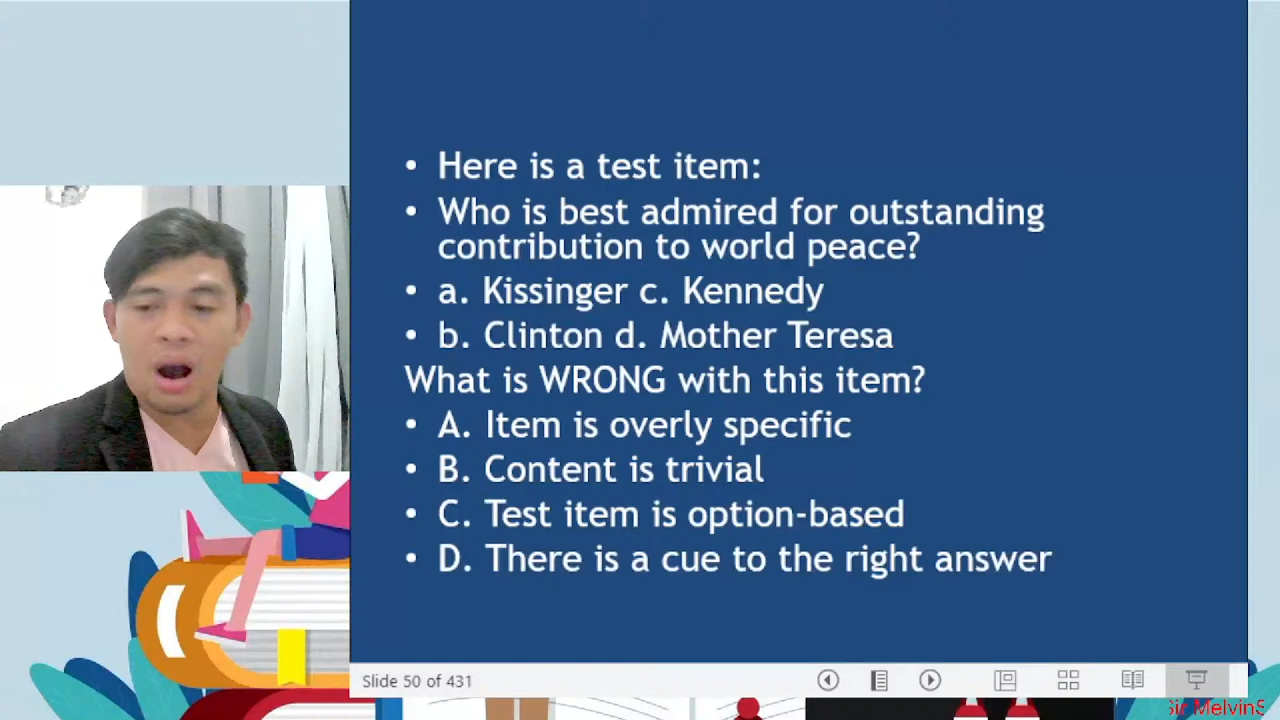 • Here is a test item:
• Who is best admired for outstanding
contribution to world peace?
• a. Kissinger c. Kennedy
• b. Clinton d. Mother Teresa
What is WRONG with this item?
• A. Item is overly specific
• B. Content is trivial
• C. Test item is option-based
• D. There is a cue to the right answer
Slide 50 of 431
Sir MelvinS